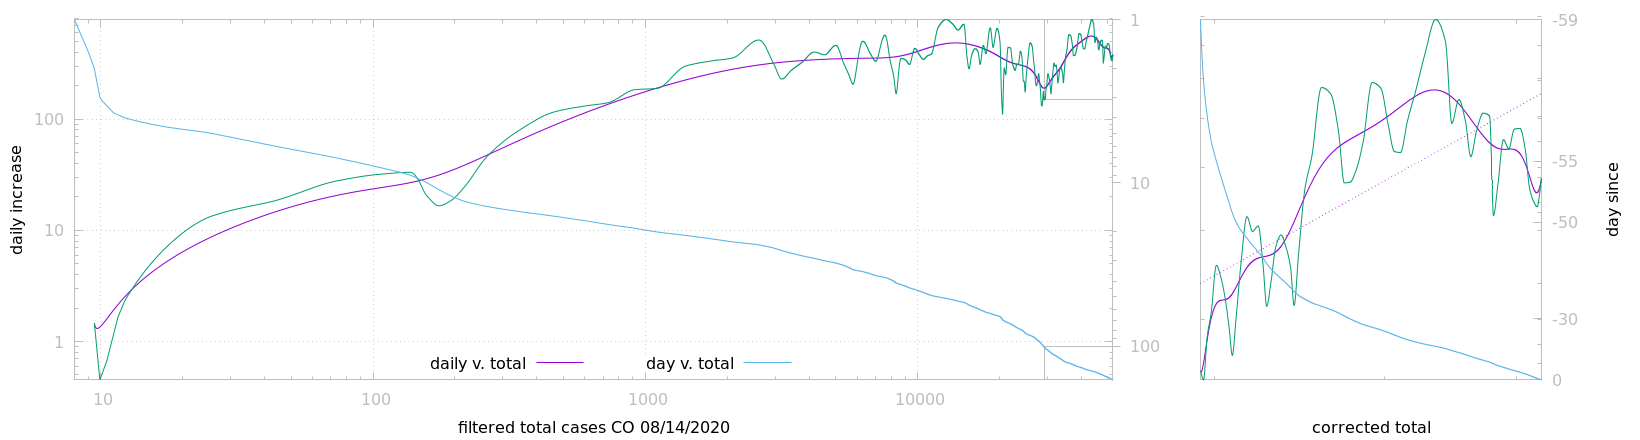 1
-59
100
10
1
daily increase
10
100
-55
-50
-30
0
day since
daily v. total
day v. total
10
100
1000
10000
filtered total cases CO 08/14/2020
corrected total